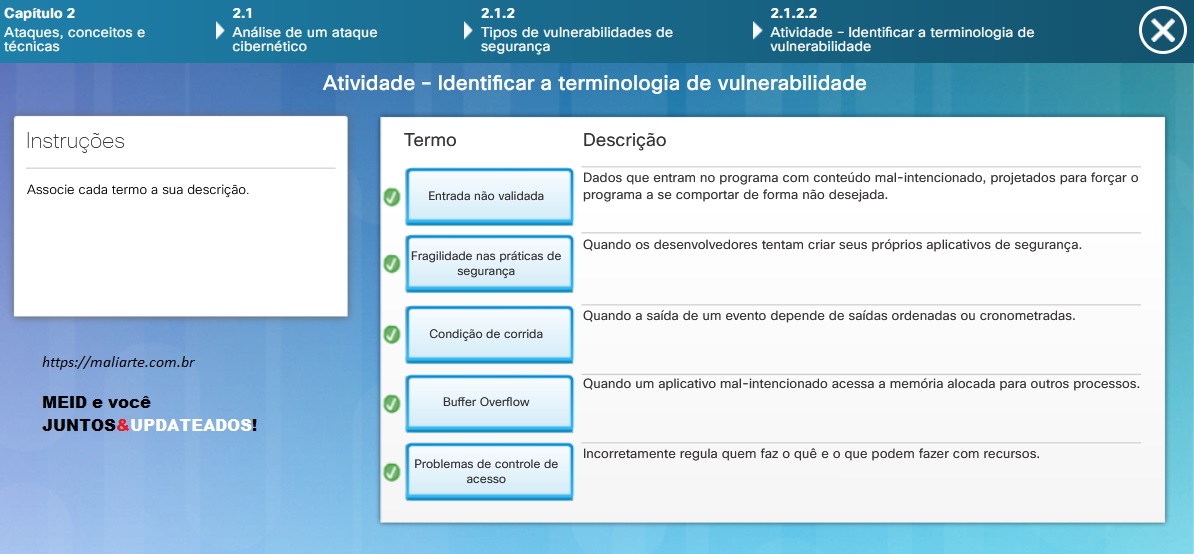 Capítulo 2
Ataques, conceitos e
técnicas
2.1
Análise de um ataque
cibernético
2.1.2
Tipos de vulnerabilidades de
segurança
2.1.2.2
Atividade – Identificar a terminologia de
vulnerabilidade
Atividade – Identificar a terminologia de vulnerabilidade
Instruções
Associe cada termo a sua descrição.
https://maliarte.com.br
MEID e você
JUNTOS&UPDATEADOS!
Termo
Descrição
Entrada não validada
Dados que entram no programa com conteúdo mal-intencionado, projetados para forçar o
programa a se comportar de forma não desejada.
Fragilidade nas práticas de
segurança
Quando os desenvolvedores tentam criar seus próprios aplicativos de segurança.
Condição de corrida
Quando a saída de um evento depende de saídas ordenadas ou cronometradas.
Buffer Overflow
Quando um aplicativo mal-intencionado acessa a memória alocada para outros processos.
Problemas de controle de
acesso
Incorretamente regula quem faz o quê e o que podem fazer com recursos.